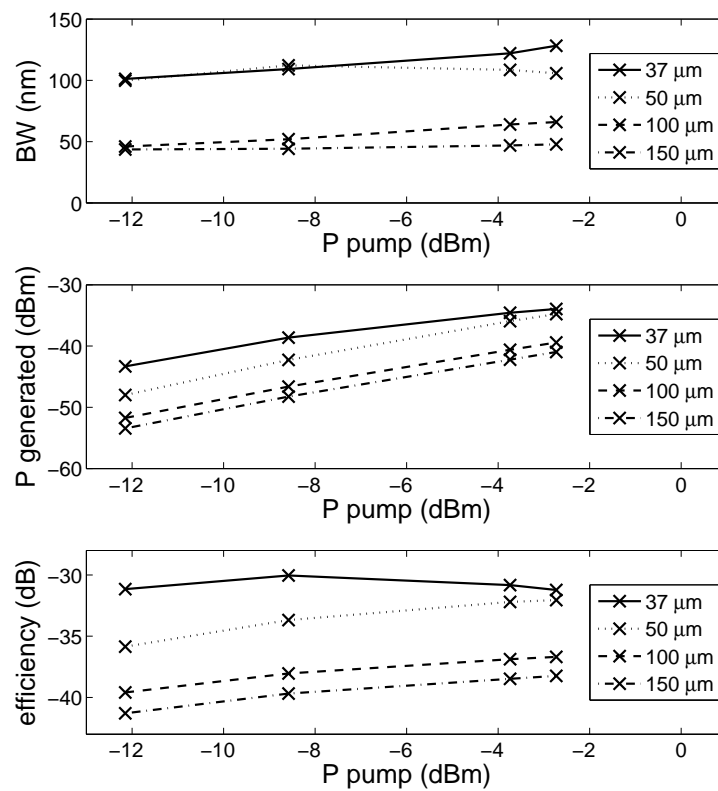 150
100
50
0
BW (nm)
−12 −10 −8 −6 −4 −2 0
P pump (dBm)
37 μm
50 μm
100 μm
150 μm
−30
−40
−50
−60
P generated (dBm)
−12 −10 −8 −6 −4 −2 0
P pump (dBm)
37 μm
50 μm
100 μm
150 μm
−30
−35
−40
efficiency (dB)
−12 −10 −8 −6 −4 −2 0
P pump (dBm)
37 μm
50 μm
100 μm
150 μm